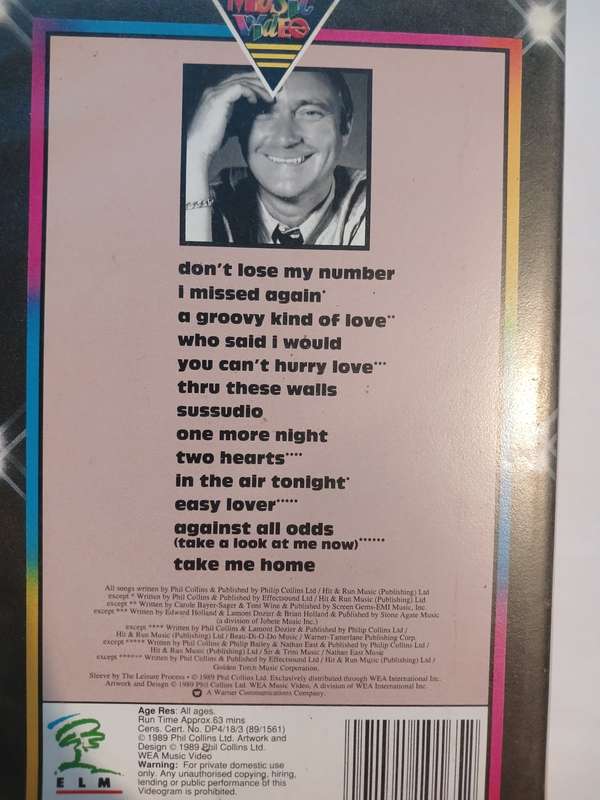 MUSIC
VIDEO
don't lose my number
i missed again*
a groovy kind of love**
who said i would
you can't hurry love***
thru these walls
sussudio
one more night
two hearts****
in the air tonight*
easy lover*****
against all odds
(take a look at me now)******
take me home
All songs written by Phil Collins & Published by Philip Collins Ltd / Hit & Run Music (Publishing) Ltd
except * Written by Phil Collins & Published by Effectsound Ltd / Hit & Run Music (Publishing) Ltd
except ** Written by Carole Bayer-Sager & Toni Wine & Published by Screen Gems-EMI Music, Inc.
except *** Written by Edward Holland & Lamont Dozier & Brian Holland & Published by Stone Agate Music
(a division of Jobete Music Inc.)
except **** Written by Phil Collins & Lamont Dozier & Published by Philip Collins Ltd /
Hit & Run Music (Publishing) Ltd / Beau-Di-O-Do Music / Warner-Tamerlane Publishing Corp.
except ***** Written by Phil Collins & Philip Bailey & Nathan East & Published by Philip Collins Ltd /
Hit & Run Music (Publishing) Ltd / Sir & Trini Music / Nathan East Music
except ****** Written by Phil Collins & Published by Effectsound Ltd / Hit & Run Music (Publishing) Ltd /
Golden Torch Music Corporation.
Sleeve by The Leisure Process • © 1989 Phil Collins Ltd. Exclusively distributed through WEA International Inc.
Artwork and Design © 1989 Phil Collins Ltd. WEA Music Video, A division of WEA International Inc.
A Warner Communications Company.
Age Res: All ages.
Run Time Approx.63 mins
Cens. Cert. No. DP4/18/3 (89/1561)
© 1989 Phil Collins Ltd. Artwork and
Design © 1989 Phil Collins Ltd.
WEA Music Video
Warning: For private domestic use
only. Any unauthorised copying, hiring,
lending or public performance of this
Videogram is prohibited.
ELM